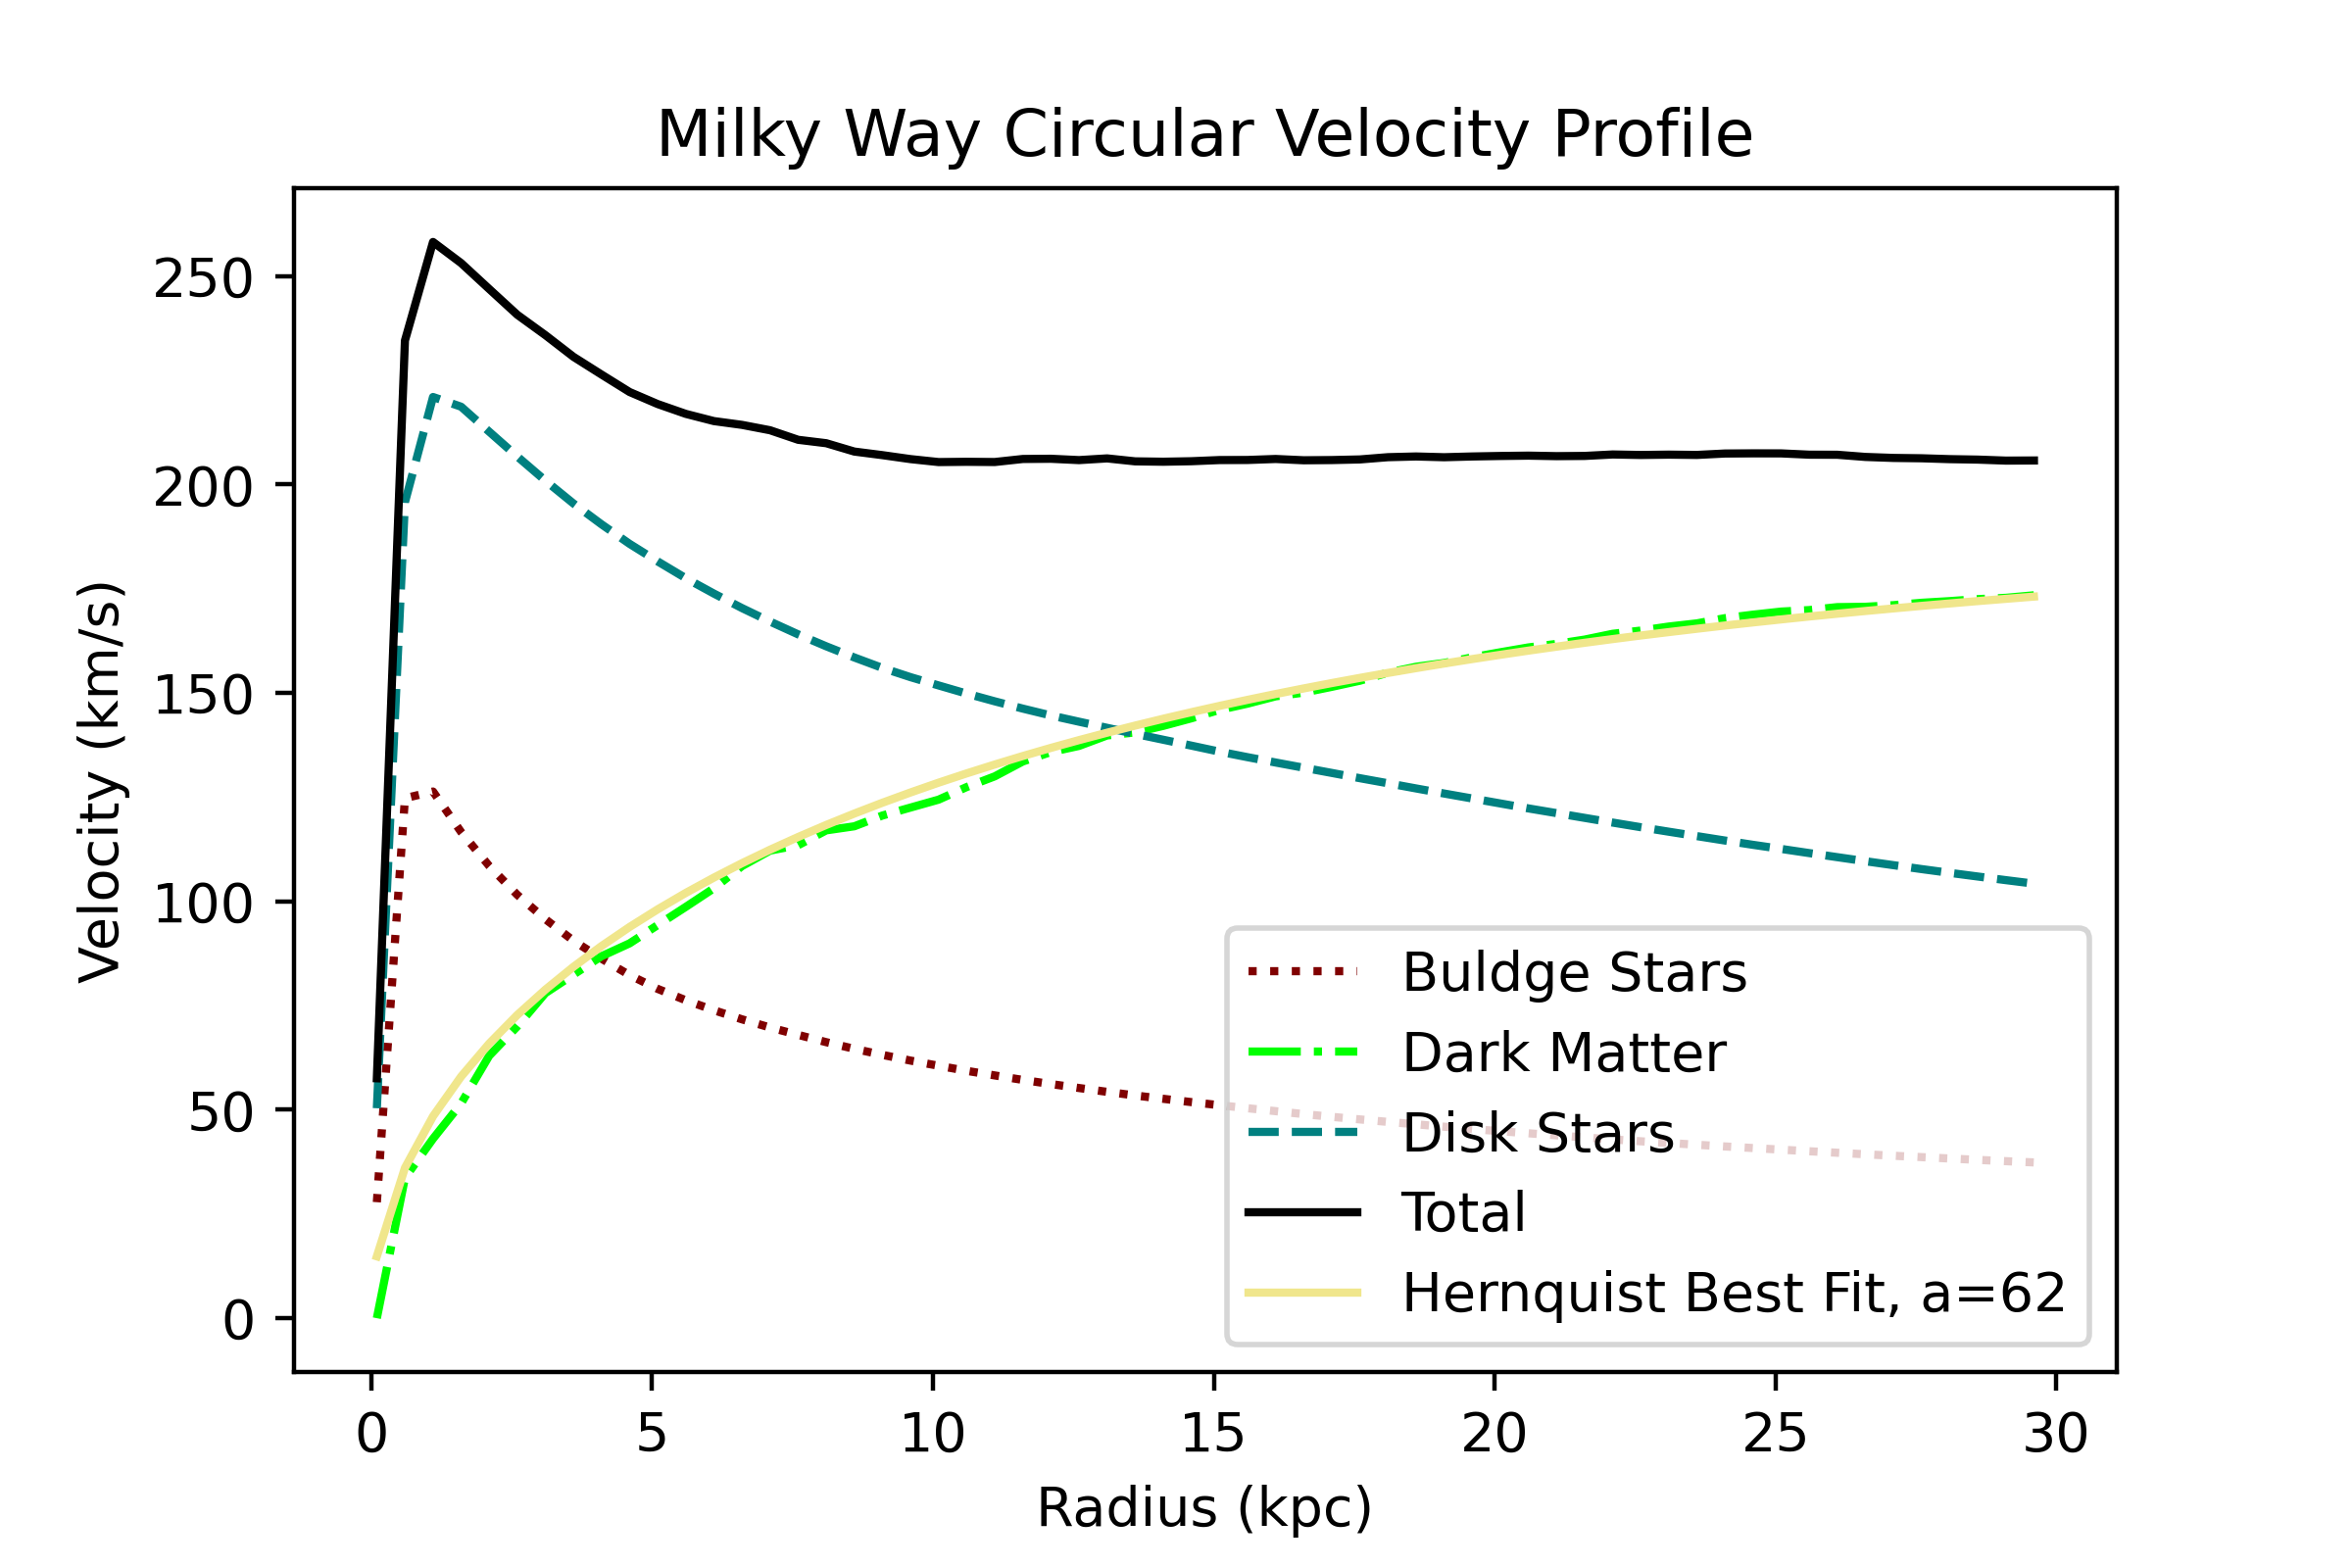 Milky Way Circular Velocity Profile
Velocity (km/s)
250
200
150
100
50
0
Buldge Stars
Dark Matter
Disk Stars
Total
Hernquist Best Fit, a=62
0 5 10 15 20 25 30
Radius (kpc)